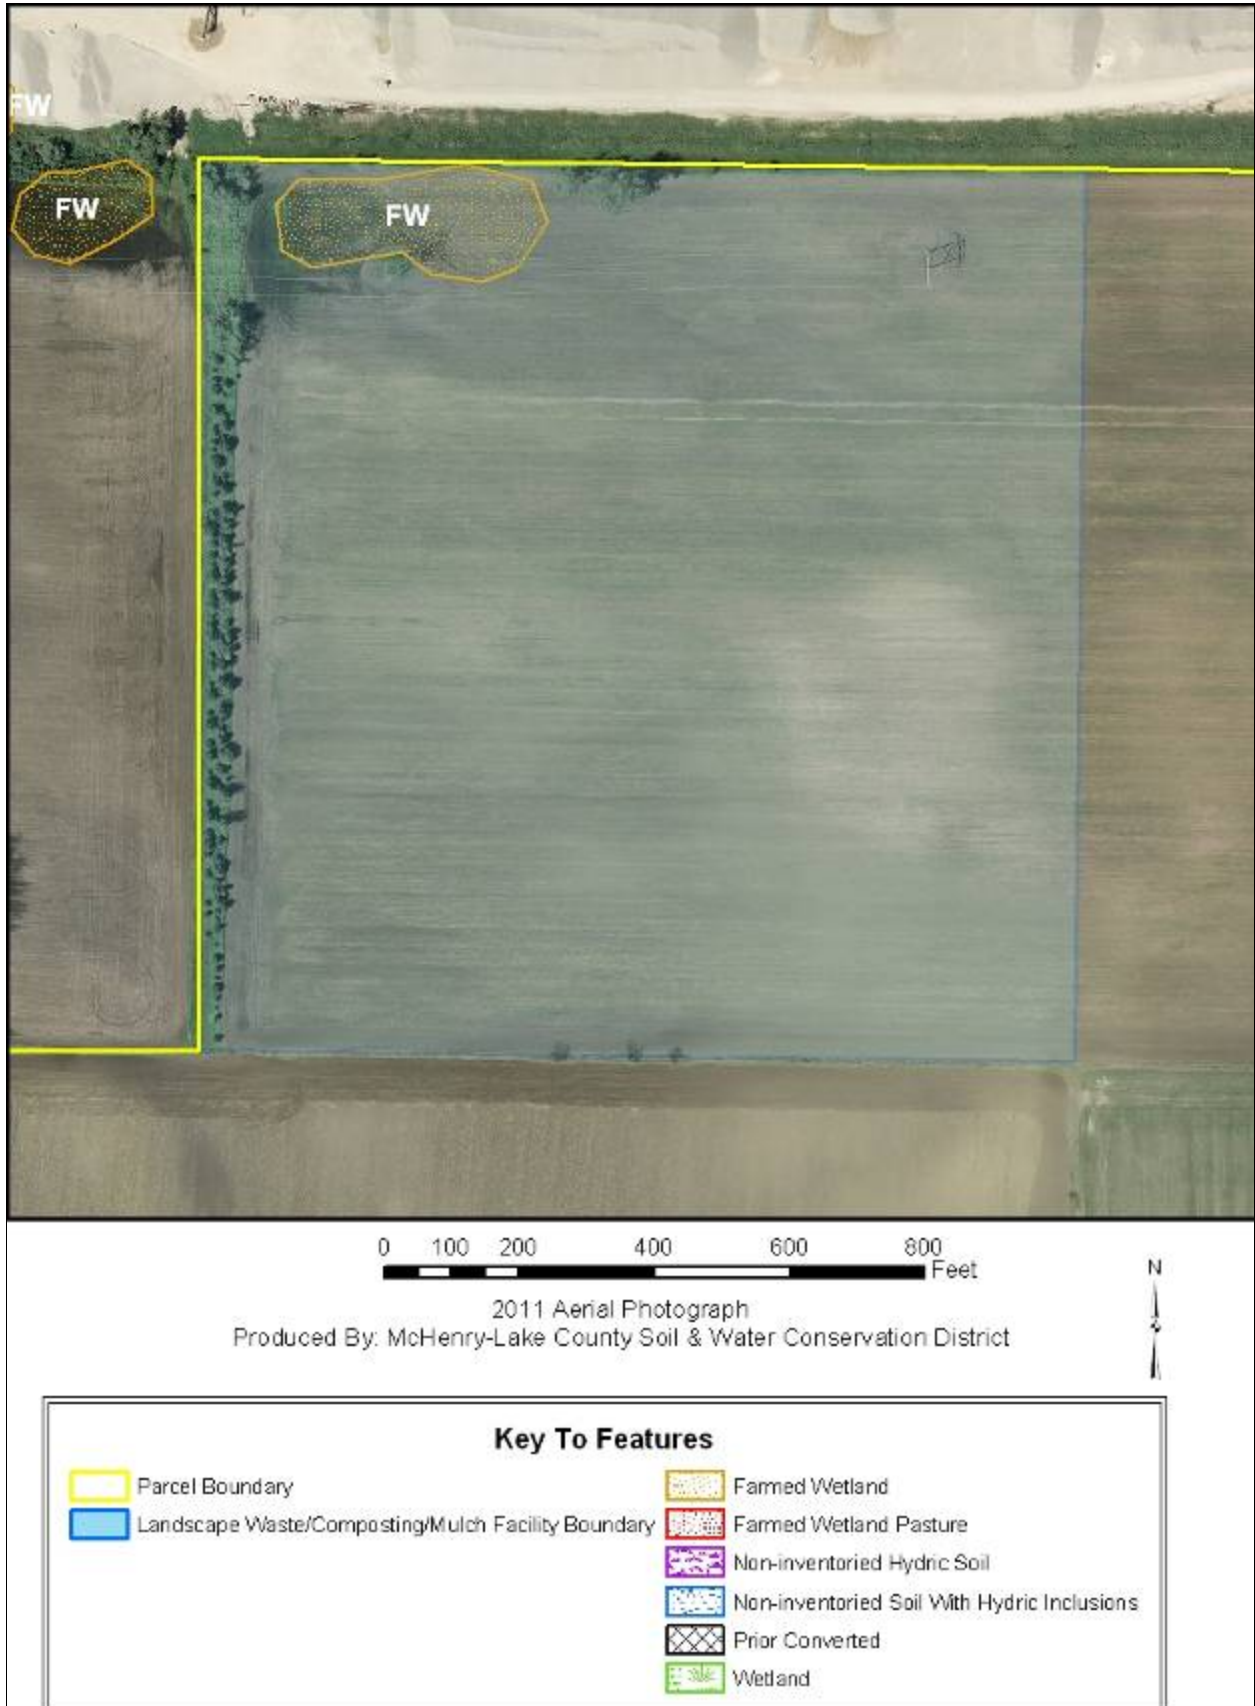 FW
FW
FW
0 100 200 400 600 800
Feet
N
2011 Aerial Photograph
Produced By: McHenry-Lake County Soil & Water Conservation District
Key To Features
Parcel Boundary
Landscape Waste/Composting/Mulch Facility Boundary
Farmed Wetland
Farmed Wetland Pasture
Non-inventoried Hydric Soil
Non-inventoried Soil With Hydric Inclusions
Prior Converted
Wetland